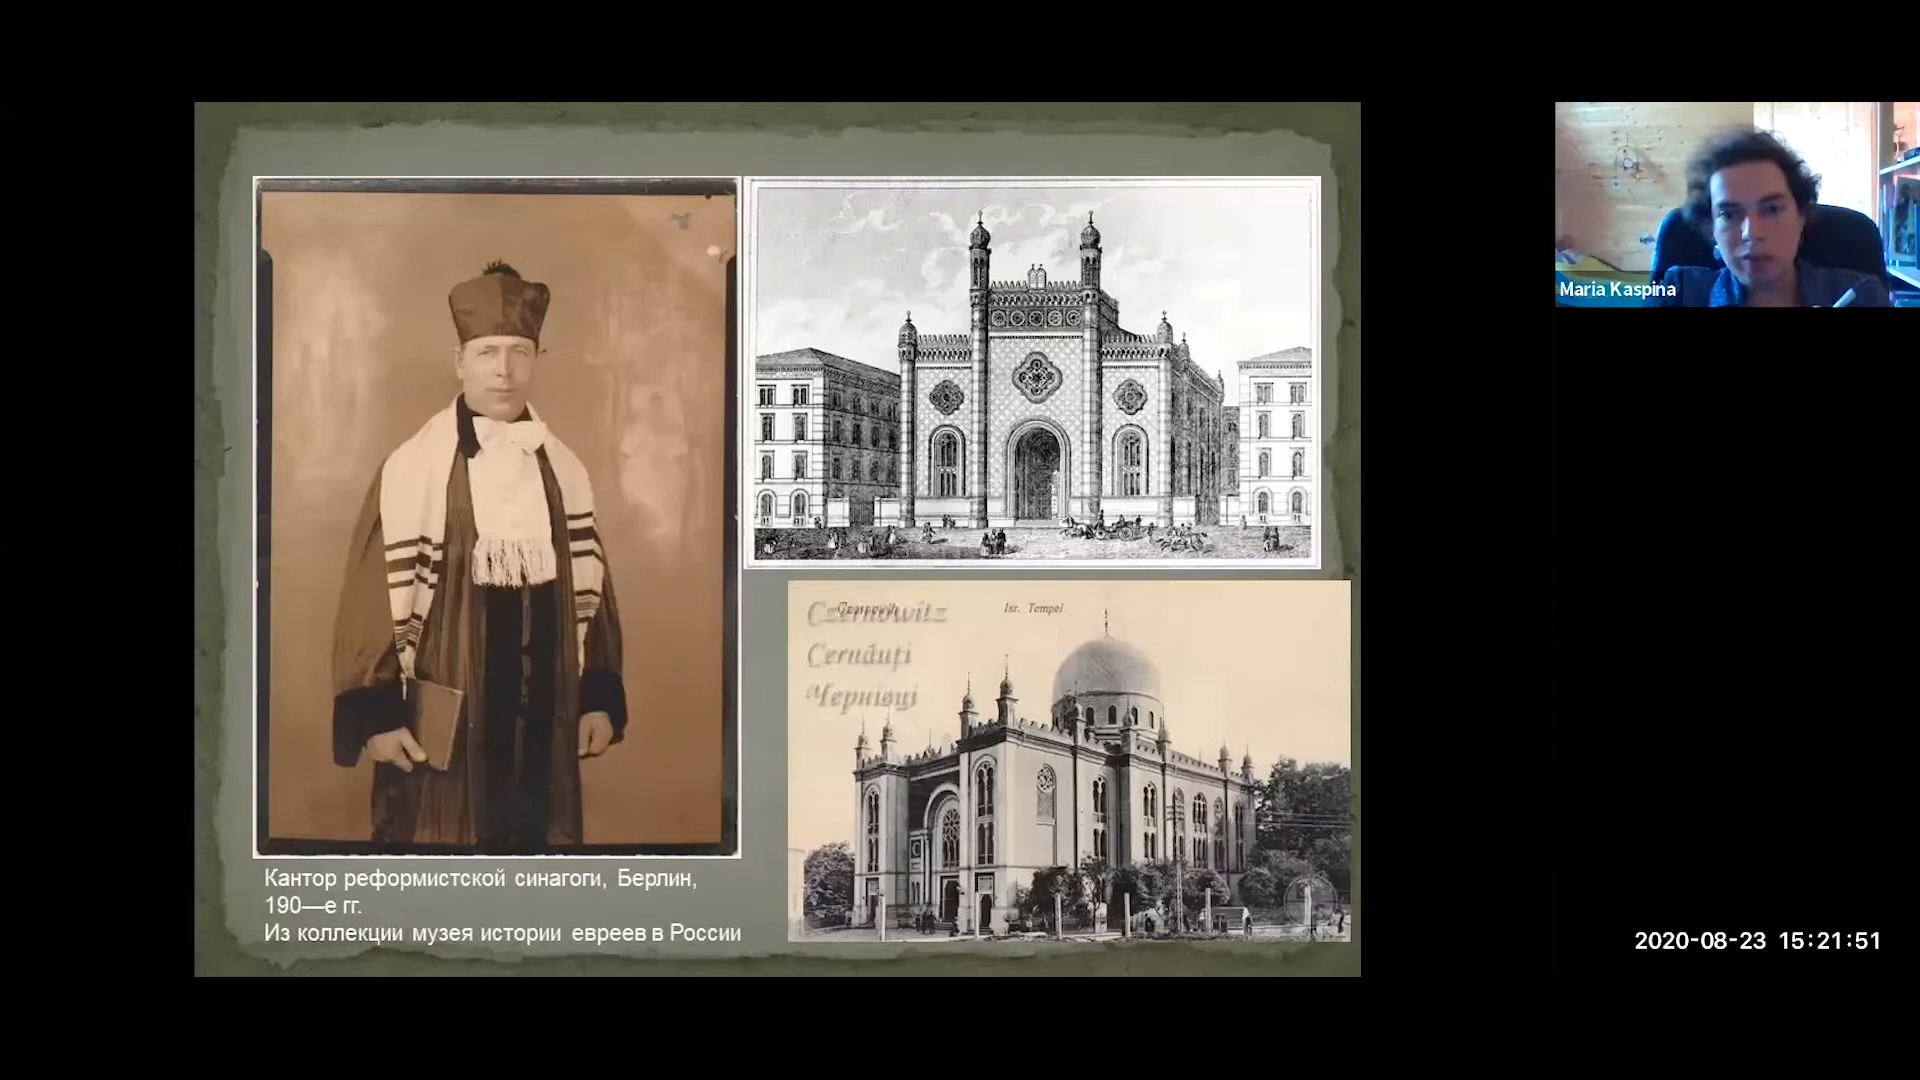 Кантор реформистской синагоги, Берлин,
190—е гг.
Из коллекции музея истории евреев в России
Isr. Tempel
Czernowitz
Cernăuţi
Чернівці
Maria Kaspina
2020-08-23 15:21:51